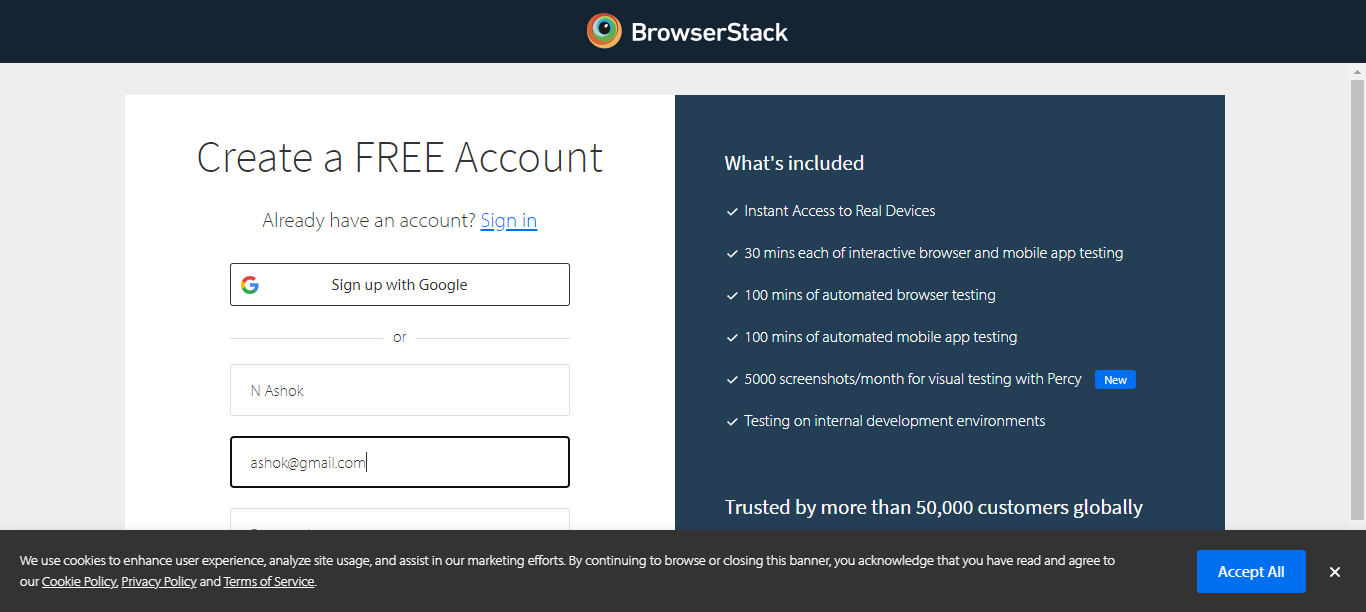 BrowserStack
Create a FREE Account
Already have an account? Sign in
Sign up with Google
or
N Ashok
ashok@gmail.com
What's included
Instant Access to Real Devices
30 mins each of interactive browser and mobile app testing
100 mins of automated browser testing
100 mins of automated mobile app testing
5000 screenshots/month for visual testing with Percy New
Testing on internal development environments
Trusted by more than 50,000 customers globally
We use cookies to enhance user experience, analyze site usage, and assist in our marketing efforts. By continuing to browse or closing this banner, you acknowledge that you have read and agree to
our Cookie Policy, Privacy Policy and Terms of Service.
Accept All